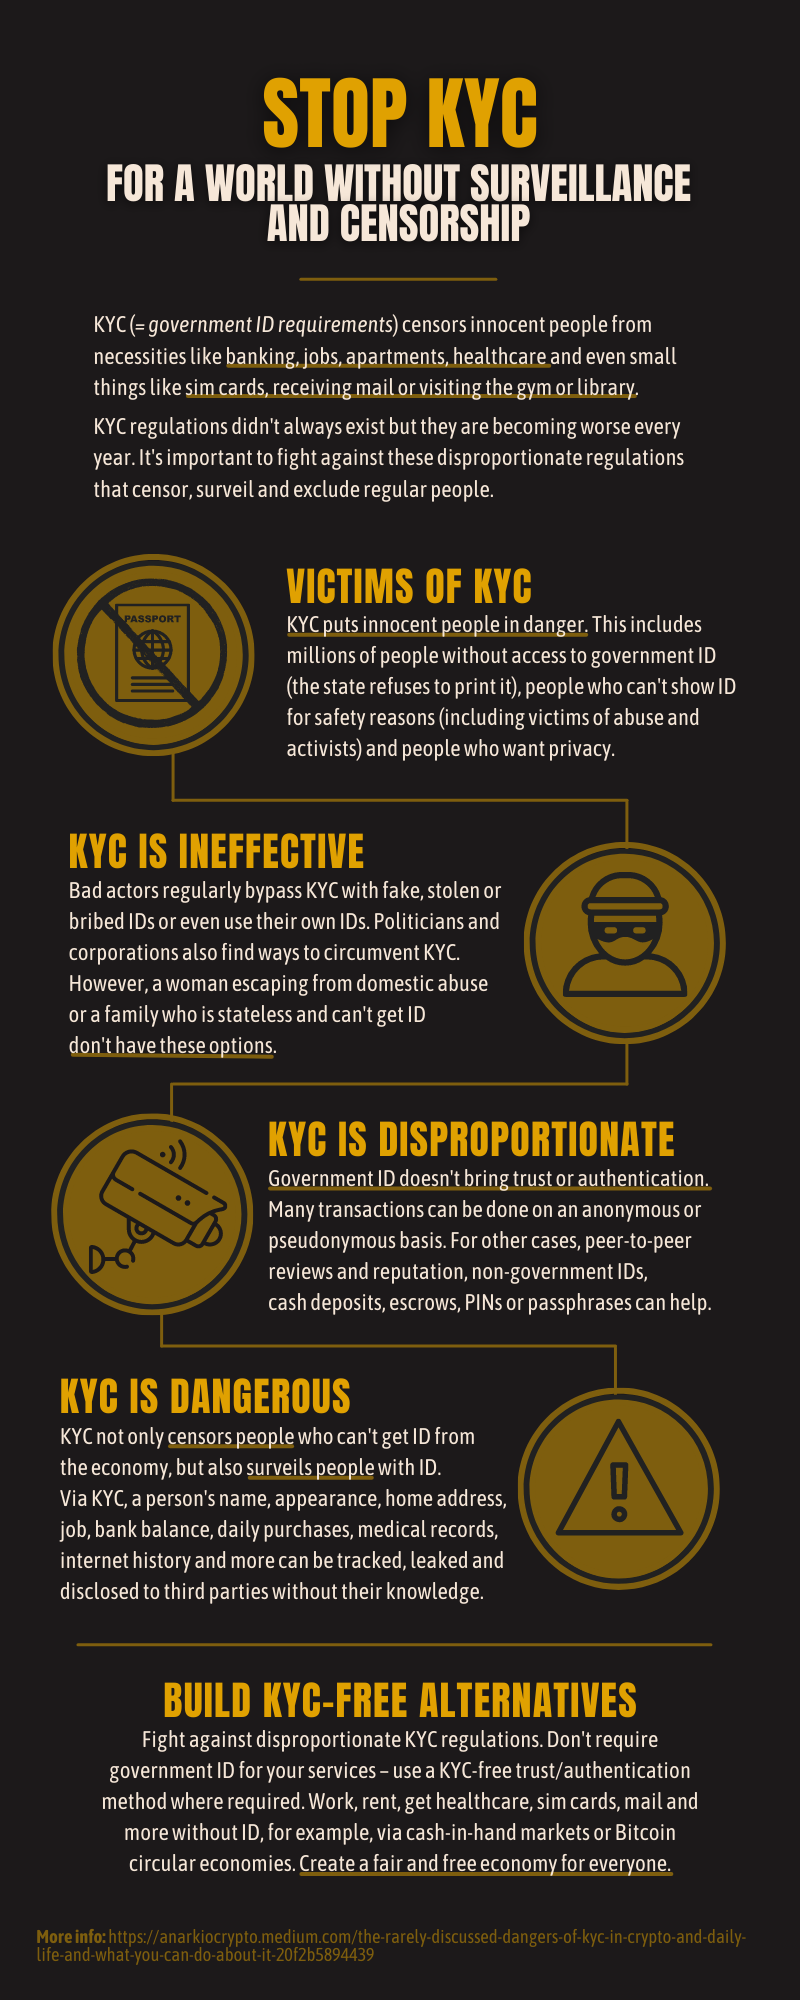 STOP KYC
FOR A WORLD WITHOUT SURVEILLANCE
AND CENSORSHIP
KYC (= government ID requirements) censors innocent people from
necessities like banking, jobs, apartments, healthcare and even small
things like sim cards, receiving mail or visiting the gym or library.
KYC regulations didn't always exist but they are becoming worse every
year. It's important to fight against these disproportionate regulations
that censor, surveil and exclude regular people.
PASSPORT
VICTIMS OF KYC
KYC puts innocent people in danger. This includes
millions of people without access to government ID
(the state refuses to print it), people who can't show ID
for safety reasons (including victims of abuse and
activists) and people who want privacy.
KYC IS INEFFECTIVE
Bad actors regularly bypass KYC with fake, stolen or
bribed IDs or even use their own IDs. Politicians and
corporations also find ways to circumvent KYC.
However, a woman escaping from domestic abuse
or a family who is stateless and can't get ID
don't have these options.
KYC IS DISPROPORTIONATE
Government ID doesn't bring trust or authentication.
Many transactions can be done on an anonymous or
pseudonymous basis. For other cases, peer-to-peer
reviews and reputation, non-government IDs,
cash deposits, escrows, PINs or passphrases can help.
KYC IS DANGEROUS
KYC not only censors people who can't get ID from
the economy, but also surveils people with ID.
Via KYC, a person's name, appearance, home address,
job, bank balance, daily purchases, medical records,
internet history and more can be tracked, leaked and
disclosed to third parties without their knowledge.
BUILD KYC-FREE ALTERNATIVES
Fight against disproportionate KYC regulations. Don't require
government ID for your services – use a KYC-free trust/authentication
method where required. Work, rent, get healthcare, sim cards, mail and
more without ID, for example, via cash-in-hand markets or Bitcoin
circular economies. Create a fair and free economy for everyone.
More info: https://anarkiocrypto.medium.com/the-rarely-discussed-dangers-of-kyc-in-crypto-and-daily-
life-and-what-you-can-do-about-it-20f2b5894439